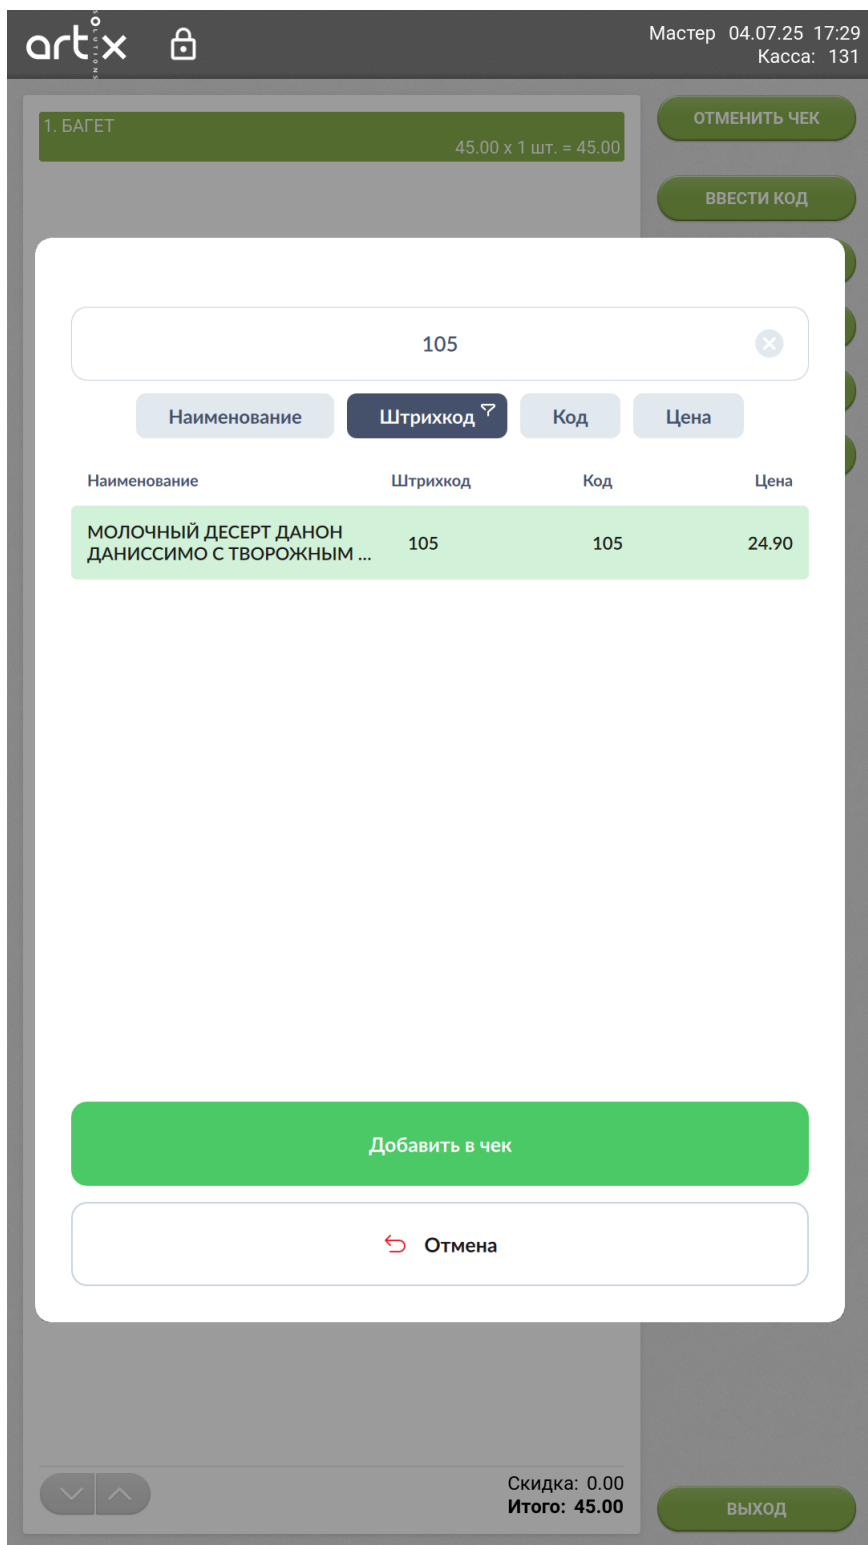 artix
SOLUTIONS
Мастер 04.07.25 17:29
Касса: 131
1. БАГЕТ
45.00 x 1 шт. = 45.00
ОТМЕНИТЬ ЧЕК
ВВЕСТИ КОД
105
Наименование Штрихкод Код Цена
Наименование Штрихкод Код Цена
МОЛОЧНЫЙ ДЕСЕРТ ДАНОН
ДАНИССИМО С ТВОРОЖНЫМ ... 105 105 24.90
Добавить в чек
Отмена
Скидка: 0.00
Итого: 45.00
ВЫХОД